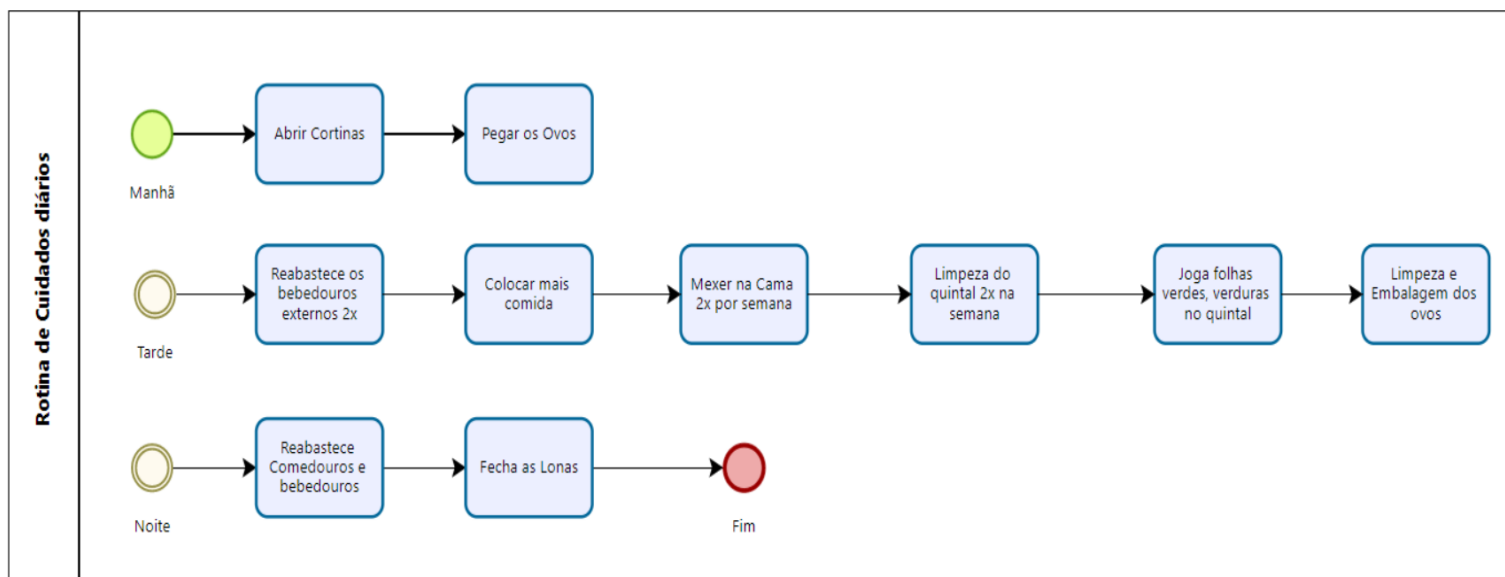 Rotina de Cuidados diários
Abrir Cortinas
Pegar os Ovos
Manhã
Reabastece os
bebedouros
externos 2x
Colocar mais
comida
Mexer na Cama
2x por semana
Limpeza do
quintal 2x na
semana
Joga folhas
verdes, verduras
no quintal
Limpeza e
Embalagem dos
ovos
Tarde
Reabastece
Comedouros e
bebedouros
Fecha as Lonas
Noite
Fim